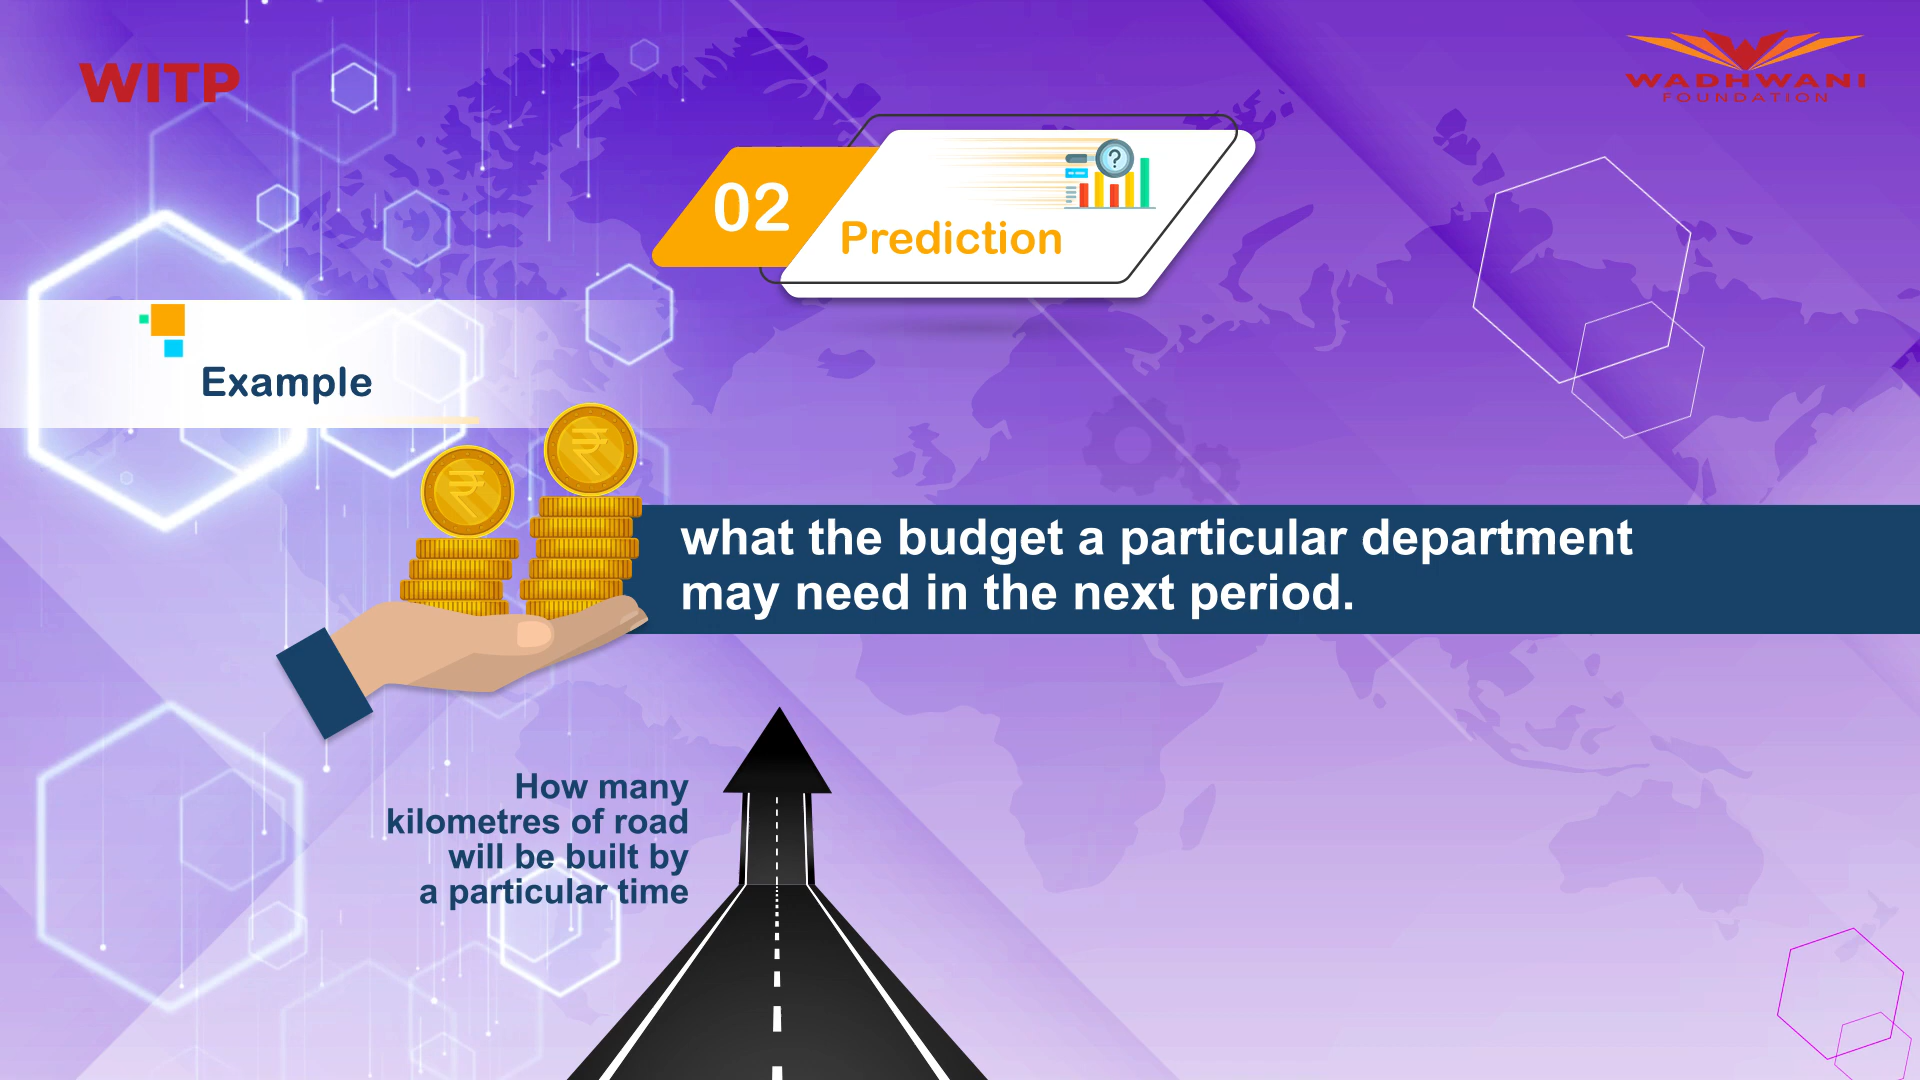 WITP
WADHWANI
FOUNDATION
02
?
Prediction
Example
₹
₹
what the budget a particular department
may need in the next period.
How many
kilometres of road
will be built by
a particular time